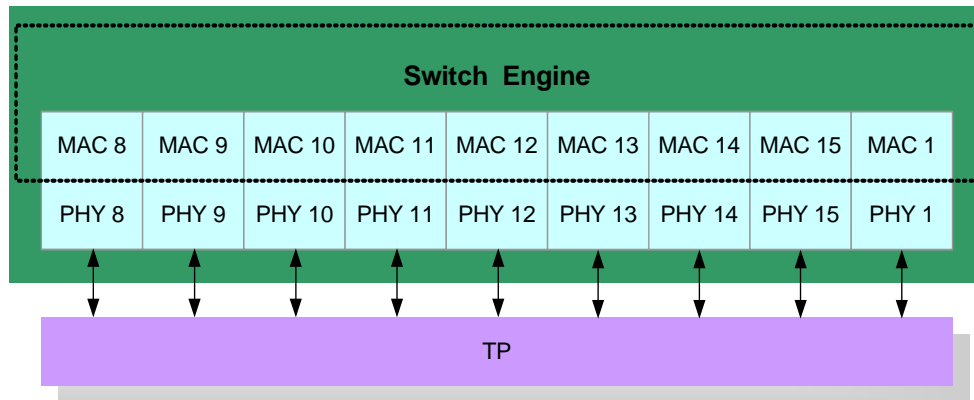 Switch Engine
MAC 8 MAC 9 MAC 10 MAC 11 MAC 12 MAC 13 MAC 14 MAC 15 MAC 1
PHY 8 PHY 9 PHY 10 PHY 11 PHY 12 PHY 13 PHY 14 PHY 15 PHY 1
TP